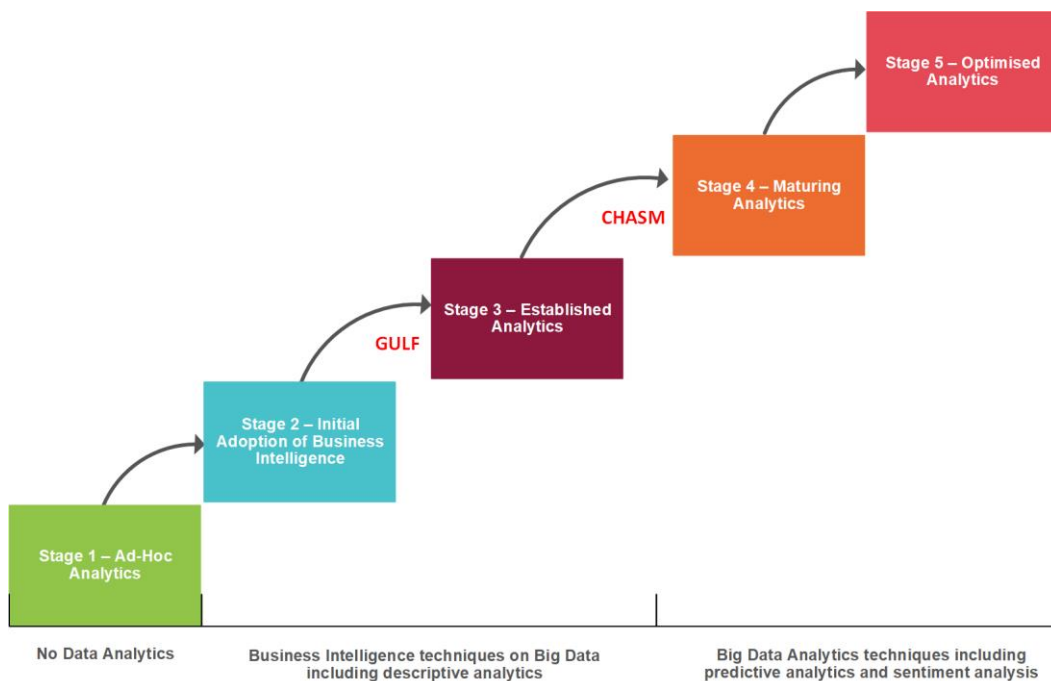 Stage 5 – Optimised
Analytics
Stage 4 – Maturing
Analytics
CHASM
Stage 3 – Established
Analytics
GULF
Stage 2 – Initial
Adoption of Business
Intelligence
Stage 1 – Ad-Hoc
Analytics
No Data Analytics
Business Intelligence techniques on Big Data
including descriptive analytics
Big Data Analytics techniques including
predictive analytics and sentiment analysis